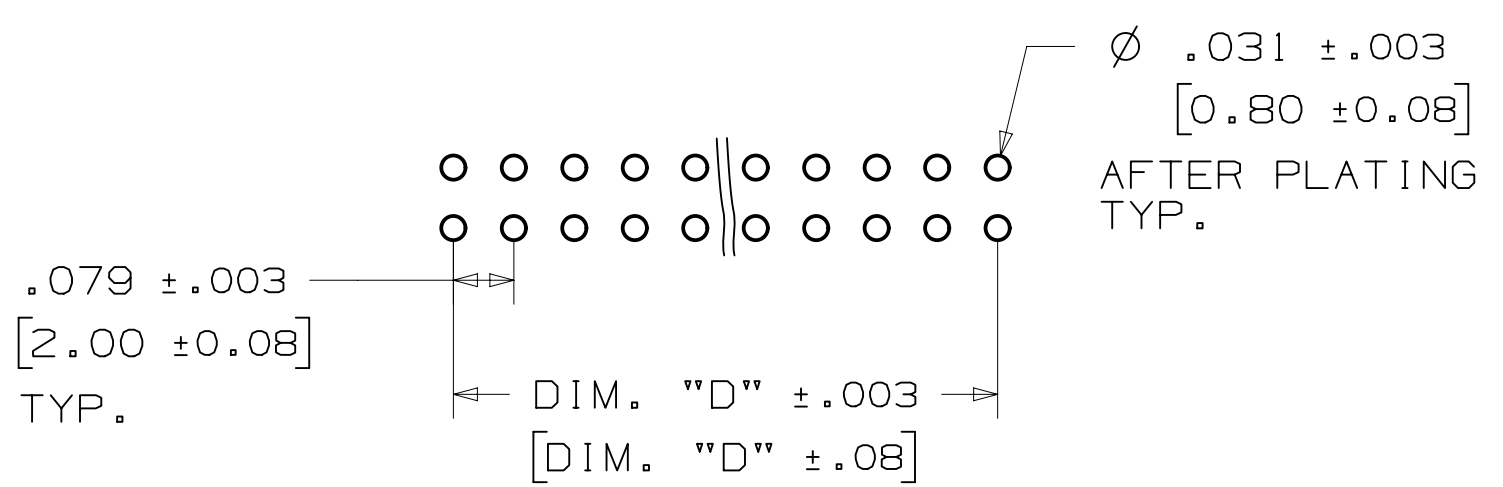 Ø .031 ±.003
[0.80 ±0.08]
AFTER PLATING
TYP.
.079 ±.003
[2.00 ±0.08]
TYP.
DIM. "D" ±.003
[DIM. "D" ±.08]